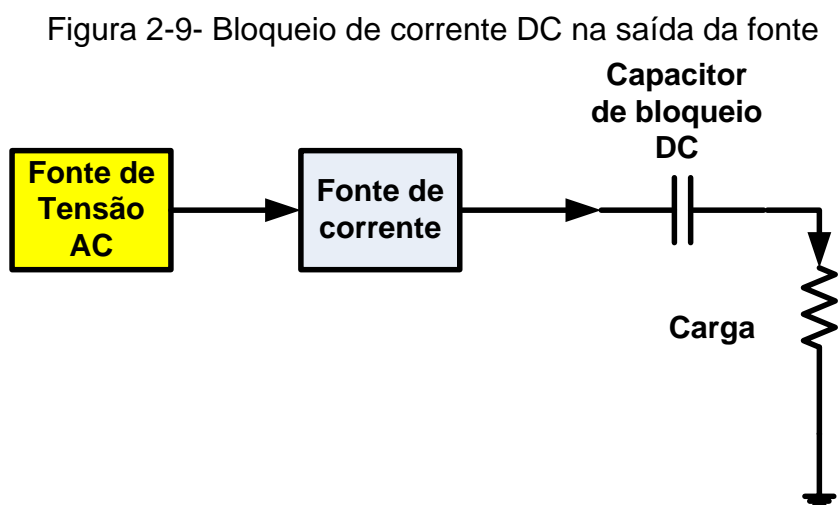 Figura 2-9- Bloqueio de corrente DC na saída da fonte
Capacitor
de bloqueio
DC
Fonte de
Tensão
AC
Fonte de
corrente
Carga